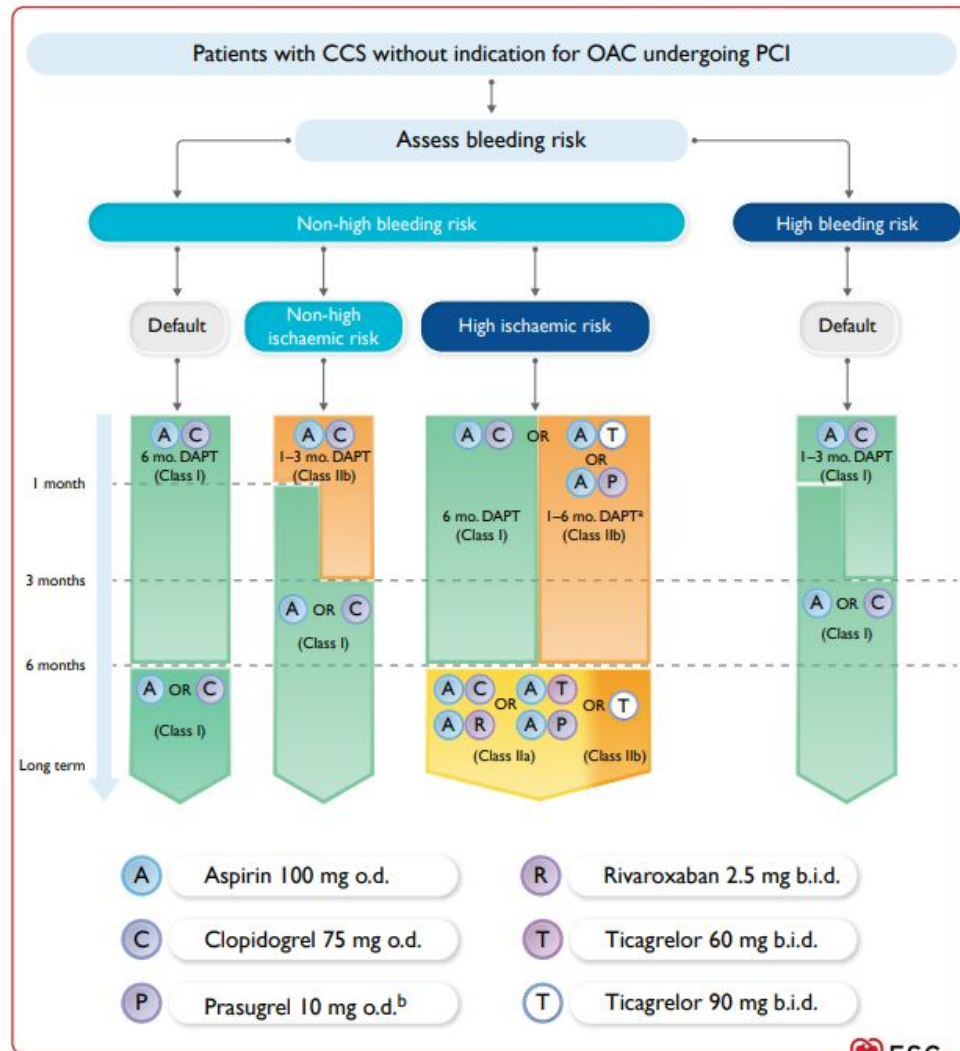 Patients with CCS without indication for OAC undergoing PCI
Assess bleeding risk
Non-high bleeding risk
High bleeding risk
Default
Non-high
ischaemic risk
High ischaemic risk
Default
A C
6 mo. DAPT
(Class I)
A C
1–3 mo. DAPT
(Class IIb)
A C OR A T
OR
A P
6 mo. DAPT
(Class I)
1–6 mo. DAPTᵃ
(Class IIb)
A C
1–3 mo. DAPT
(Class I)
1 month
3 months
A OR C
(Class I)
A OR C
(Class I)
6 months
A OR C
(Class I)
A C OR A T OR T
A R A P
(Class IIa) (Class IIb)
Long term
A Aspirin 100 mg o.d.
R Rivaroxaban 2.5 mg b.i.d.
C Clopidogrel 75 mg o.d.
T Ticagrelor 60 mg b.i.d.
P Prasugrel 10 mg o.d.ᵇ
T Ticagrelor 90 mg b.i.d.